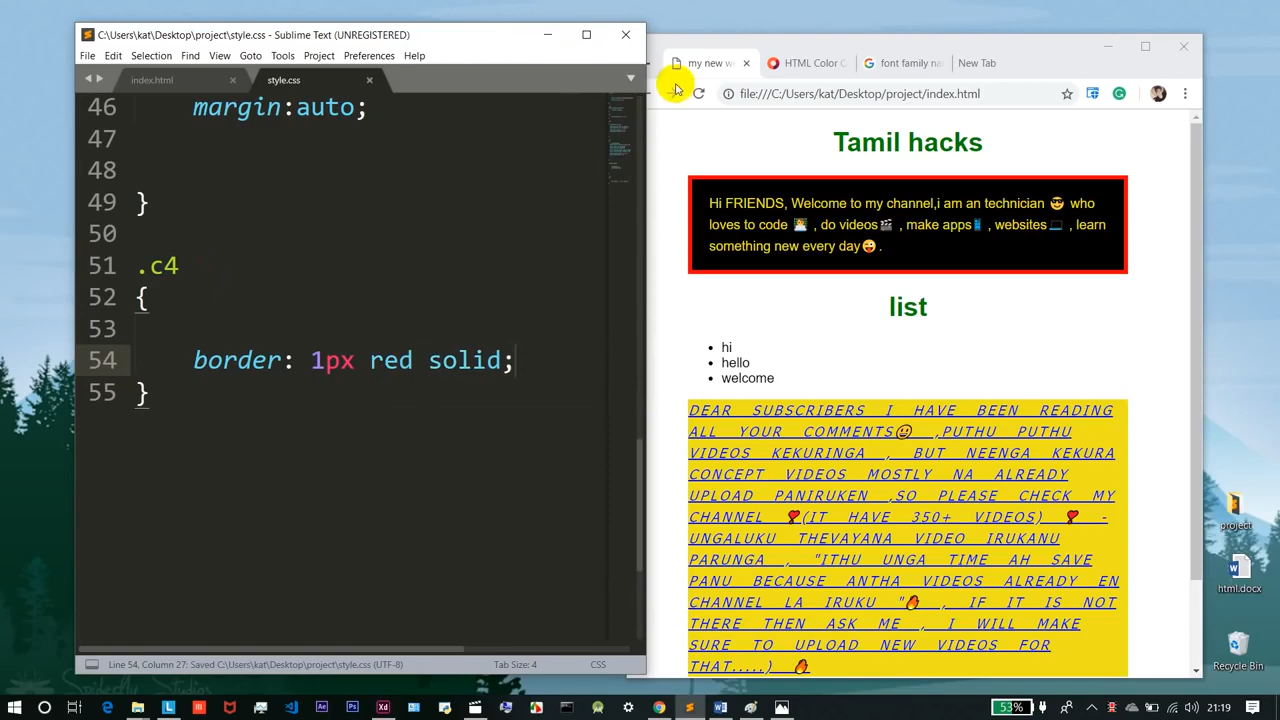 C:\Users\kat\Desktop\project\style.css - Sublime Text (UNREGISTERED)
File Edit Selection Find View Goto Tools Project Preferences Help
index.html
style.css
46 margin:auto;
47
48
49 }
50
51 .c4
52 {
53
54 border: 1px red solid;
55 }
Line 54, Column 27: Saved C:\Users\kat\Desktop\project\style.css (UTF-8)
Tab Size: 4
CSS
my new w
HTML Color C
font family na
New Tab
file:///C:/Users/kat/Desktop/project/index.html
Tamil hacks
Hi FRIENDS, Welcome to my channel,i am an technician 😎 who
loves to code 👨‍💻 , do videos🎬 , make apps📱 , websites💻 , learn
something new every day😜 .
list
• hi
• hello
• welcome
DEAR SUBSCRIBERS I HAVE BEEN READING
ALL YOUR COMMENTS😃 ,PUTHU PUTHU
VIDEOS KEKURINGA , BUT NEENGA KEKURA
CONCEPT VIDEOS MOSTLY NA ALREADY
UPLOAD PANIRUKEN ,SO PLEASE CHECK MY
CHANNEL ❣(IT HAVE 350+ VIDEOS) ❣ -
UNGALUKU THEVAYANA VIDEO IRUKANU
PARUNGA , "ITHU UNGA TIME AH SAVE
PANU BECAUSE ANTHA VIDEOS ALREADY EN
CHANNEL LA IRUKU "🔥 , IF IT IS NOT
THERE THEN ASK ME , I WILL MAKE
SURE TO UPLOAD NEW VIDEOS FOR
THAT.....) 🔥
project
html.docx
Recycle Bin
Spiderfly Studios
53%
21:19